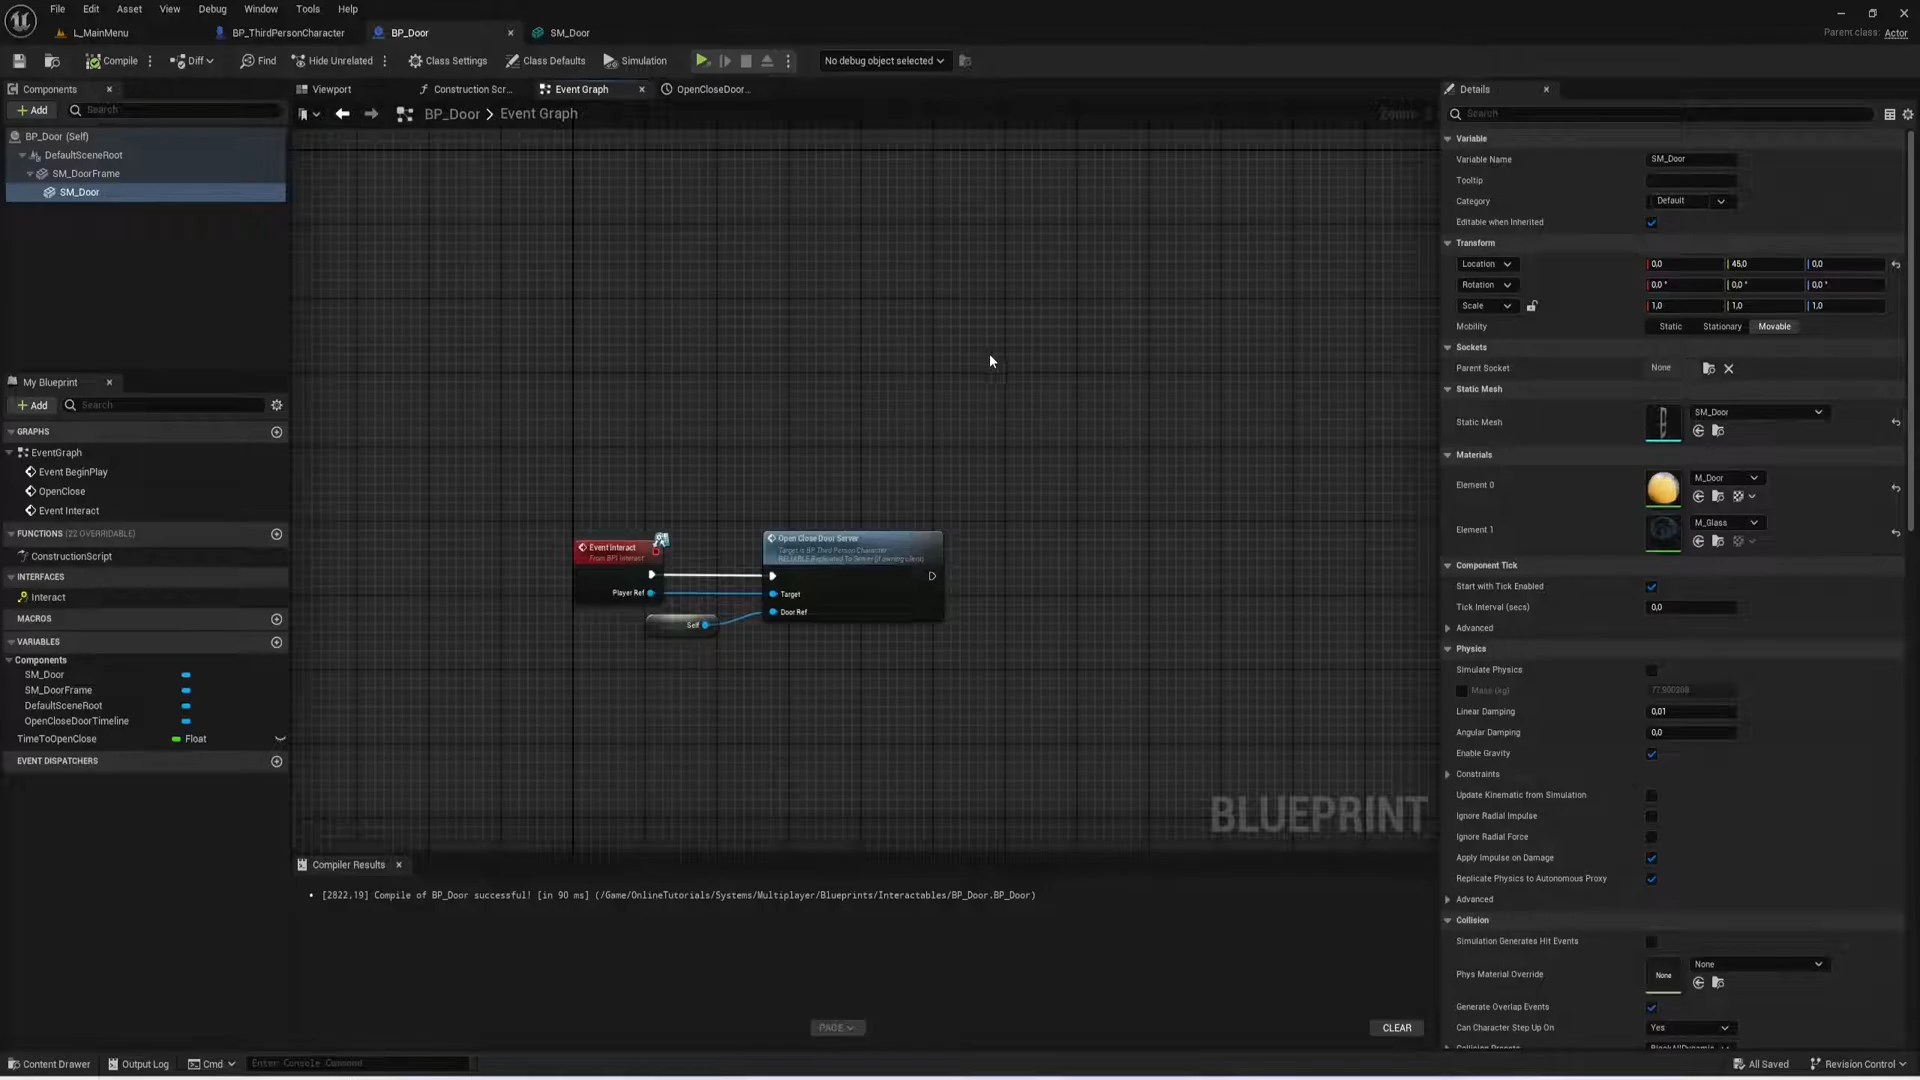 File Edit Asset View Debug Window Tools Help
L_MainMenu BP_ThirdPersonCharacter BP_Door SM_Door
Parent class: Actor
Compile Diff Find Hide Unrelated Class Settings Class Defaults Simulation No debug object selected
Components
Add Search
BP_Door (Self)
DefaultSceneRoot
SM_DoorFrame
SM_Door
My Blueprint
Add Search
GRAPHS
EventGraph
Event BeginPlay
OpenClose
Event Interact
FUNCTIONS (22 OVERRIDABLE)
ConstructionScript
INTERFACES
Interact
MACROS
VARIABLES
Components
SM_Door
SM_DoorFrame
DefaultSceneRoot
OpenCloseDoorTimeline
TimeToOpenClose Float
EVENT DISPATCHERS
Viewport Construction Scr... Event Graph OpenCloseDoor...
BP_Door > Event Graph
Event Interact
From BPI Interact
Player Ref
Self
Open Close Door Server
Target is BP Third Person Character
RELIABLE Replicated To Server (if owning client)
Target
Door Ref
BLUEPRINT
Compiler Results
[2822,19] Compile of BP_Door successful! [in 90 ms] (/Game/OnlineTutorials/Systems/Multiplayer/Blueprints/Interactables/BP_Door.BP_Door)
PAGE
CLEAR
Details
Search
Variable
Variable Name SM_Door
Tooltip
Category Default
Editable when Inherited
Transform
Location 0,0 45,0 0,0
Rotation 0,0 ° 0,0 ° 0,0 °
Scale 1,0 1,0 1,0
Mobility Static Stationary Movable
Sockets
Parent Socket None
Static Mesh
Static Mesh SM_Door
Materials
Element 0 M_Door
Element 1 M_Glass
Component Tick
Start with Tick Enabled
Tick Interval (secs) 0,0
Advanced
Physics
Simulate Physics
Mass (kg)
Linear Damping 0,01
Angular Damping 0,0
Enable Gravity
Constraints
Update Kinematic from Simulation
Ignore Radial Impulse
Ignore Radial Force
Apply Impulse on Damage
Replicate Physics to Autonomous Proxy
Advanced
Collision
Simulation Generates Hit Events
Phys Material Override None None
Generate Overlap Events
Can Character Step Up On Yes
Collision Presets BlockAllDynamic
Content Drawer Output Log Cmd Enter Console Command
All Saved Revision Control